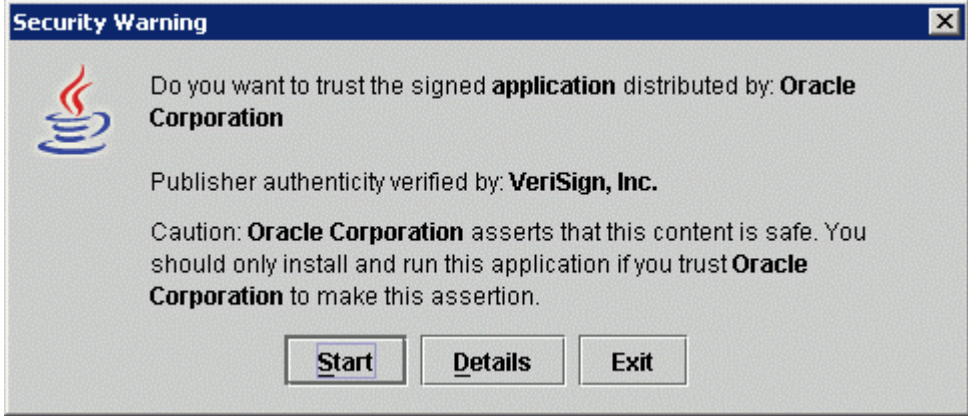 Security Warning
Do you want to trust the signed application distributed by: Oracle
Corporation
Publisher authenticity verified by: VeriSign, Inc.
Caution: Oracle Corporation asserts that this content is safe. You
should only install and run this application if you trust Oracle
Corporation to make this assertion.
Start Details Exit